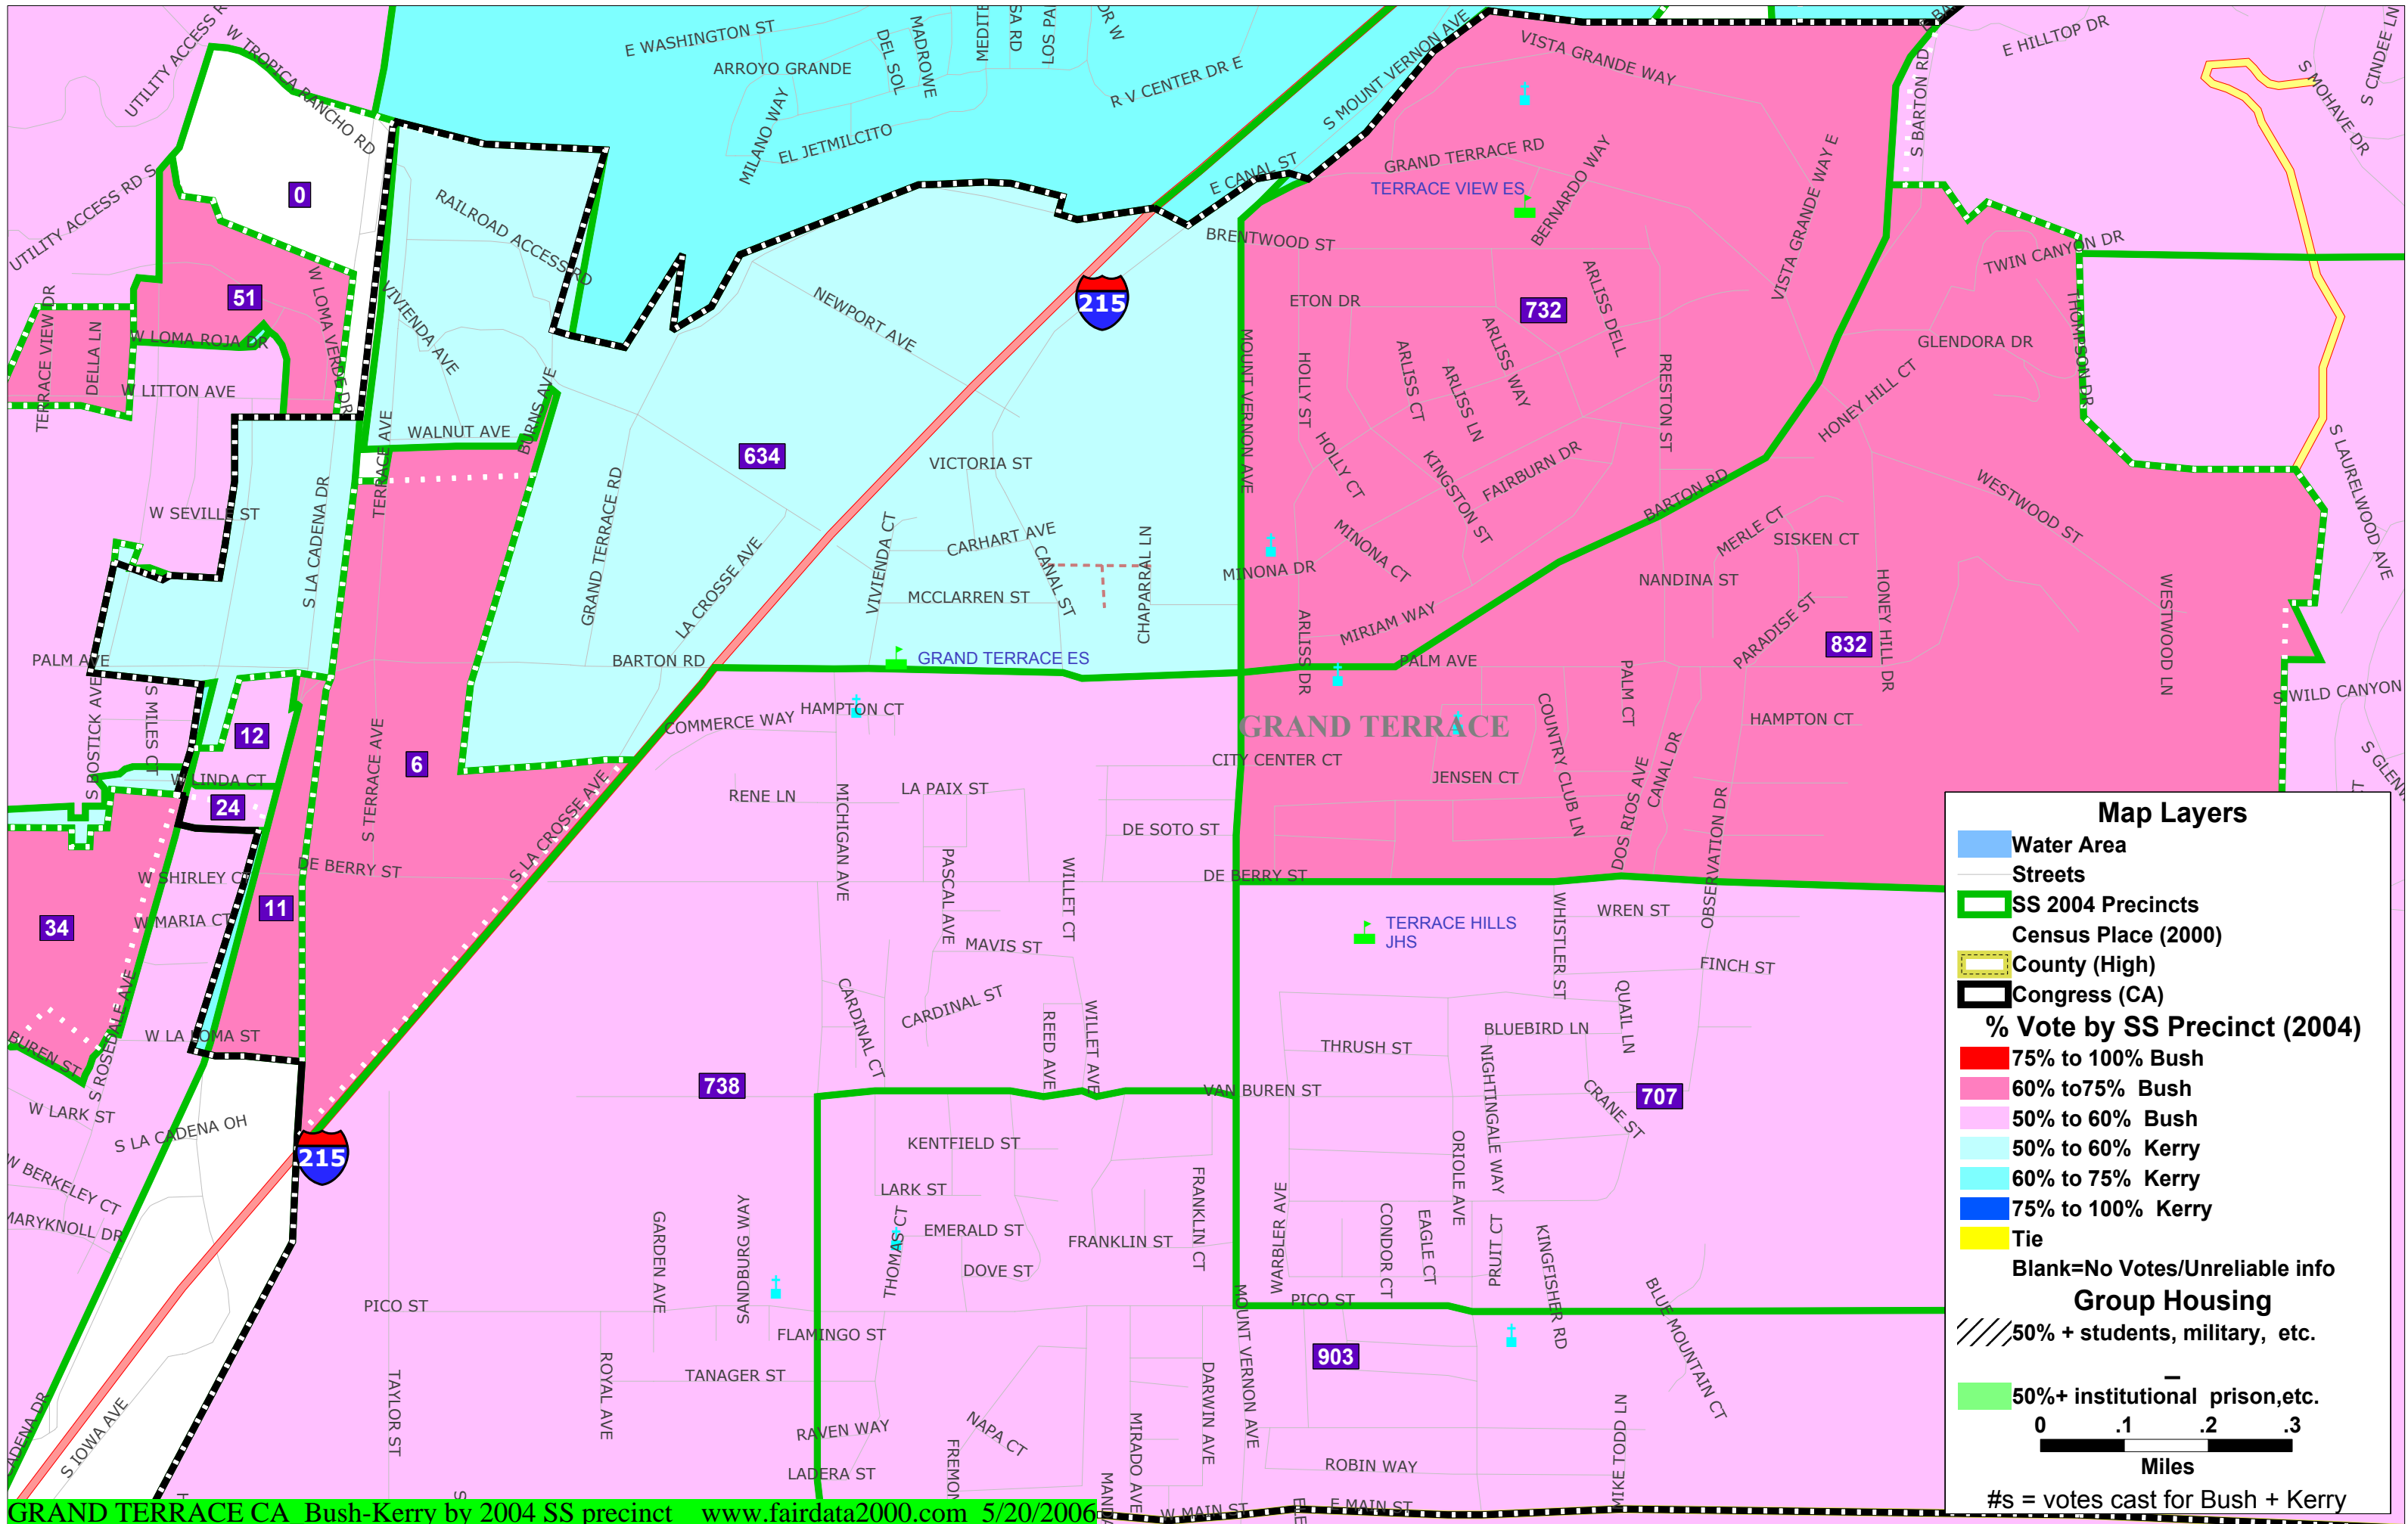 UTILITY ACCESS R
W TROPICA RANCHO RD
UTILITY ACCESS RD S
0
51
W LOMA VERDE DR
W LOMA ROJA DR
TERRACE VIEW DR
DELLA LN
W LITTON AVE
W SEVILLE ST
S LA CADENA DR
TERRACE AVE
VIVIENDA AVE
RAILROAD ACCESS RD
WALNUT AVE
BURNS AVE
E WASHINGTON ST
ARROYO GRANDE
DEL SOL
MADROWE
MEDITE
SA RD
LOS PA
DR W
MILANO WAY
EL JETMILCITO
R V CENTER DR E
S MOUNT VERNON AVE
E CANAL ST
215
NEWPORT AVE
634
VICTORIA ST
GRAND TERRACE RD
LA CROSSE AVE
VIVIENDA CT
CARHART AVE
CANAL ST
MCCLARREN ST
CHAPARRAL LN
BARTON RD
GRAND TERRACE ES
VISTA GRANDE WAY
GRAND TERRACE RD
TERRACE VIEW ES
BERNARDO WAY
VISTA GRANDE WAY E
BRENTWOOD ST
ETON DR
732
ARLISS DELL
ARLISS WAY
ARLISS CT
ARLISS LN
MOUNT VERNON AVE
HOLLY ST
HOLLY CT
PRESTON ST
KINGSTON ST
FAIRBURN DR
BARTON RD
MINONA DR
MINONA CT
MIRIAM WAY
ARLISS DR
E HILLTOP DR
S CINDEE LN
S MOHAVE DR
S BARTON RD
E BA
TWIN CANYON DR
THOMPSON DR
GLENDORA DR
HONEY HILL CT
WESTWOOD ST
S LAURELWOOD AVE
MERLE CT
SISKEN CT
NANDINA ST
PARADISE ST
832
HONEY HILL DR
WESTWOOD LN
S WILD CANYON
S GLENW
CT
PALM AVE
PALM CT
HAMPTON CT
GRAND TERRACE
CITY CENTER CT
JENSEN CT
COUNTRY CLUB LN
DOS RIOS AVE
CANAL DR
OBSERVATION DR
PALM AVE
S BOSTICK AVE
S MILES CT
12
W LINDA CT
24
6
S TERRACE AVE
W SHIRLEY CT
W MARIA CT
11
34
S ROSEDALE AVE
W LA LOMA ST
BUREN ST
DE BERRY ST
S LA CROSSE AVE
COMMERCE WAY
HAMPTON CT
RENE LN
MICHIGAN AVE
LA PAIX ST
DE SOTO ST
PASCAL AVE
WILLET CT
DE BERRY ST
MAVIS ST
CARDINAL ST
CARDINAL CT
REED AVE
WILLET AVE
738
VAN BUREN ST
TERRACE HILLS
JHS
WREN ST
WHISTLER ST
FINCH ST
QUAIL LN
BLUEBIRD LN
THRUSH ST
NIGHTINGALE WAY
CRANE ST
707
ORIOLE AVE
WARBLER AVE
CONDOR CT
EAGLE CT
PRUITT CT
KINGFISHER RD
BLUE MOUNTAIN CT
PICO ST
903
ROBIN WAY
MIKE TODD LN
E MAIN ST
ELE
W LARK ST
S LA CADENA OH
W BERKELEY CT
MARYKNOLL DR
215
CADENA DR
S IOWA AVE
PICO ST
TAYLOR ST
ROYAL AVE
GARDEN AVE
SANDBURG WAY
FLAMINGO ST
TANAGER ST
RAVEN WAY
LADERA ST
KENTFIELD ST
LARK ST
THOMAS CT
EMERALD ST
DOVE ST
FRANKLIN ST
FRANKLIN CT
NAPA CT
FREMON
MIRADO AVE
DARWIN AVE
MOUNT VERNON AVE
MANDA
W MAIN ST
Map Layers
Water Area
Streets
SS 2004 Precincts
Census Place (2000)
County (High)
Congress (CA)
% Vote by SS Precinct (2004)
75% to 100% Bush
60% to75% Bush
50% to 60% Bush
50% to 60% Kerry
60% to 75% Kerry
75% to 100% Kerry
Tie
Blank=No Votes/Unreliable info
Group Housing
50% + students, military, etc.
50%+ institutional prison,etc.
0 .1 .2 .3
Miles
#s = votes cast for Bush + Kerry
GRAND TERRACE CA Bush-Kerry by 2004 SS precinct www.fairdata2000.com 5/20/2006